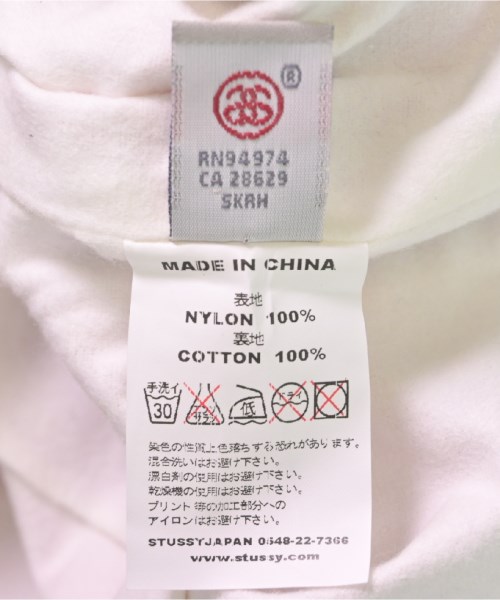 ®
RN94974
CA 28629
SKRH
MADE IN CHINA
表地
NYLON 100%
裏地
COTTON 100%
手洗イ
30
低
ドライ
染色の性質上色落ちする恐れがあります。
混合洗いはお避け下さい。
漂白剤の使用はお避け下さい。
乾燥機の使用はお避け下さい。
プリント等の加工部分への
アイロンはお避け下さい。
STUSSYJAPAN 0548-22-7366
www.stussy.com